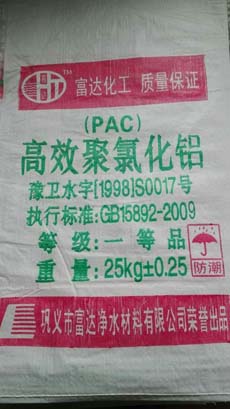 TM 富达化工 质量保证
(PAC)
高效聚氯化铝
豫卫水字[1998]S0017号
执行标准:GB15892-2009
等级:一等品
重量:25kg±0.25
防潮
巩义市富达净水材料有限公司荣誉出品